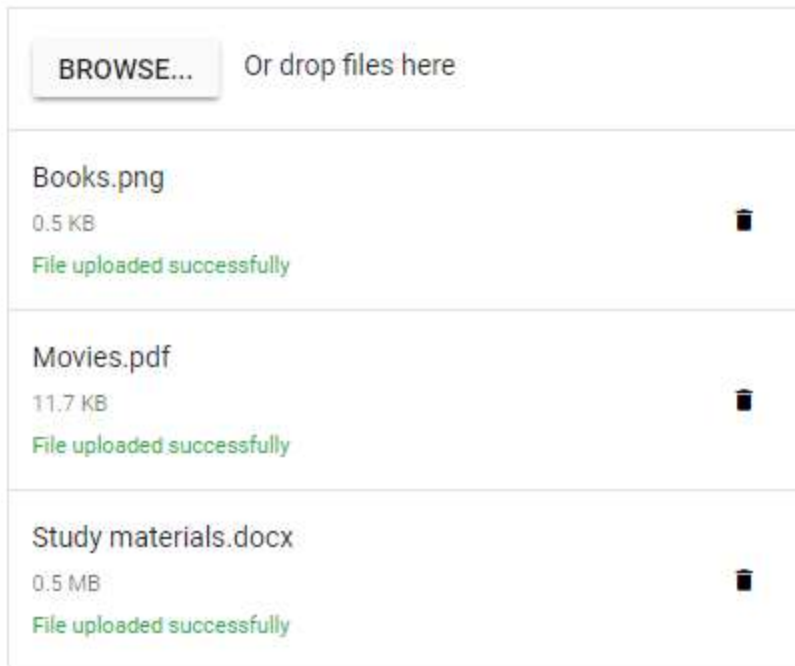 BROWSE... Or drop files here
Books.png
0.5 KB
File uploaded successfully
Movies.pdf
11.7 KB
File uploaded successfully
Study materials.docx
0.5 MB
File uploaded successfully